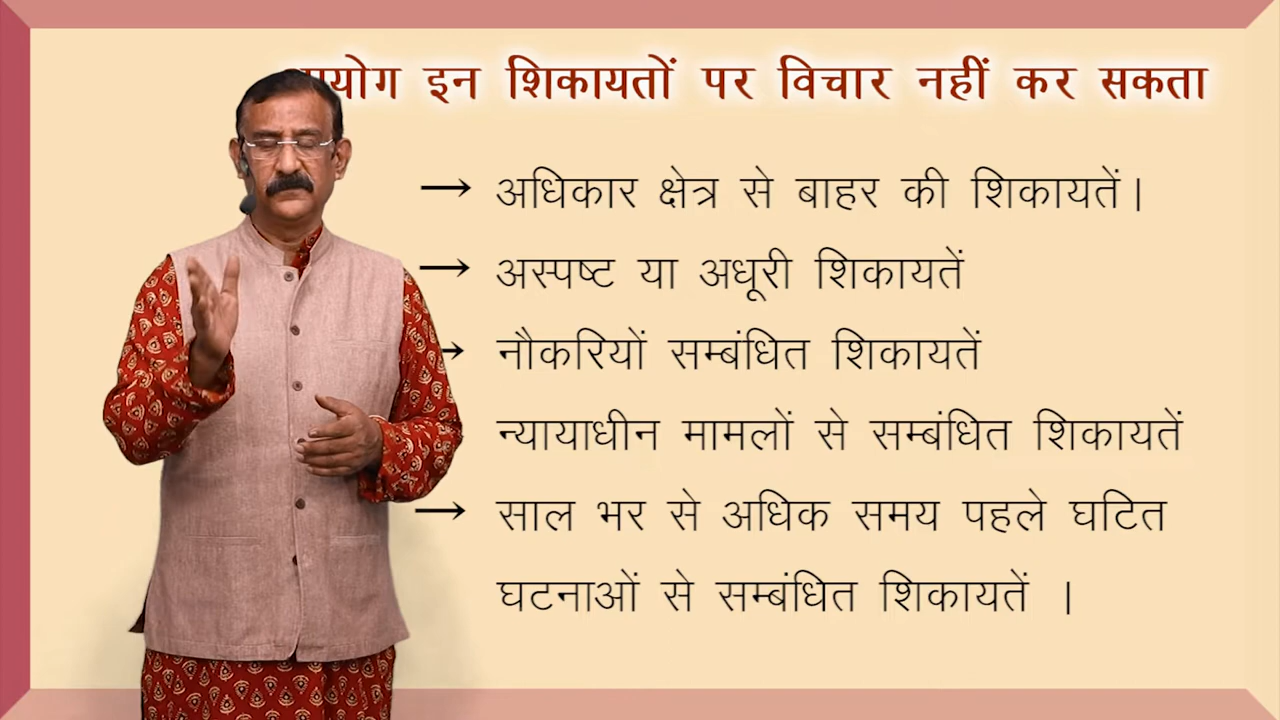 इन शिकायतों पर विचार नहीं कर सकता
→ अधिकार क्षेत्र से बाहर की शिकायतें।
→ अस्पष्ट या अधूरी शिकायतें
→ नौकरियों सम्बंधित शिकायतें
न्यायाधीन मामलों से सम्बंधित शिकायतें
→ साल भर से अधिक समय पहले घटित
घटनाओं से सम्बंधित शिकायतें ।